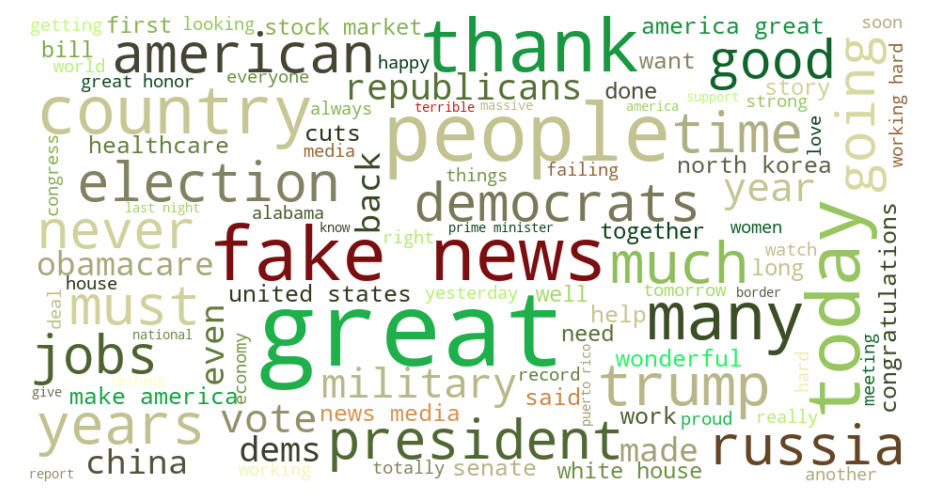 getting
first
looking
stock market
thank
america great
soon
bill
american
happy
want
good
going
world
great honor
everyone
republicans
done
story
working hard
country
always
terrible
massive
america
support
strong
people
time
love
cuts
healthcare
media
congress
election
back
things
failing
north korea
year
last night
alabama
democrats
never
know
right
prime minister
together
women
today
fake news
much
watch
long
congratulations
obamacare
house
united states
yesterday
well
tomorrow
border
deal
must
even
great
help
many
need
national
jobs
economy
wonderful
meeting
nothing
military
record
trump
hard
give
make america
said
puerto rico
years
vote
news media
work
proud
really
president
made
russia
dems
china
totally
senate
white house
another
report
working